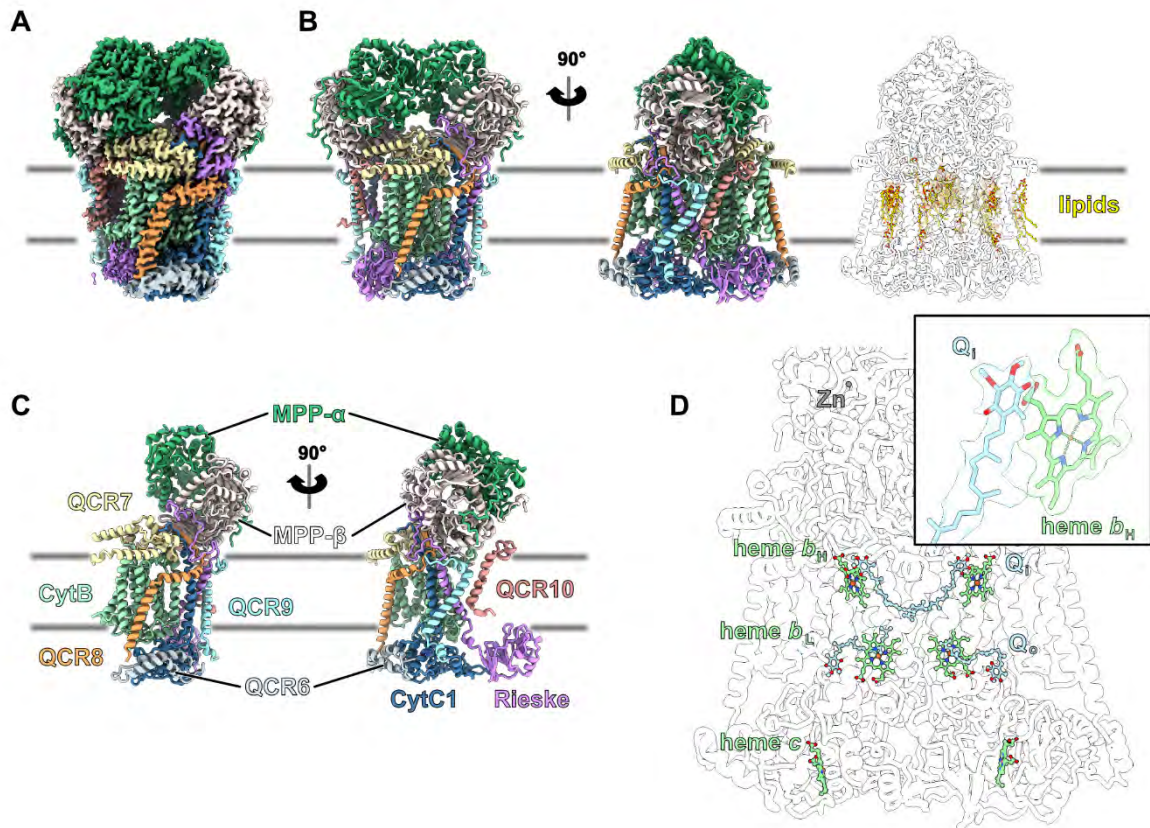 A
B
90°
lipids
C
MPP-α
90°
QCR7
MPP-β
CytB
QCR9
QCR10
QCR8
QCR6
CytC1
Rieske
D
Zn
Qi
heme bH
heme bH
Qi
heme bL
Qo
heme c